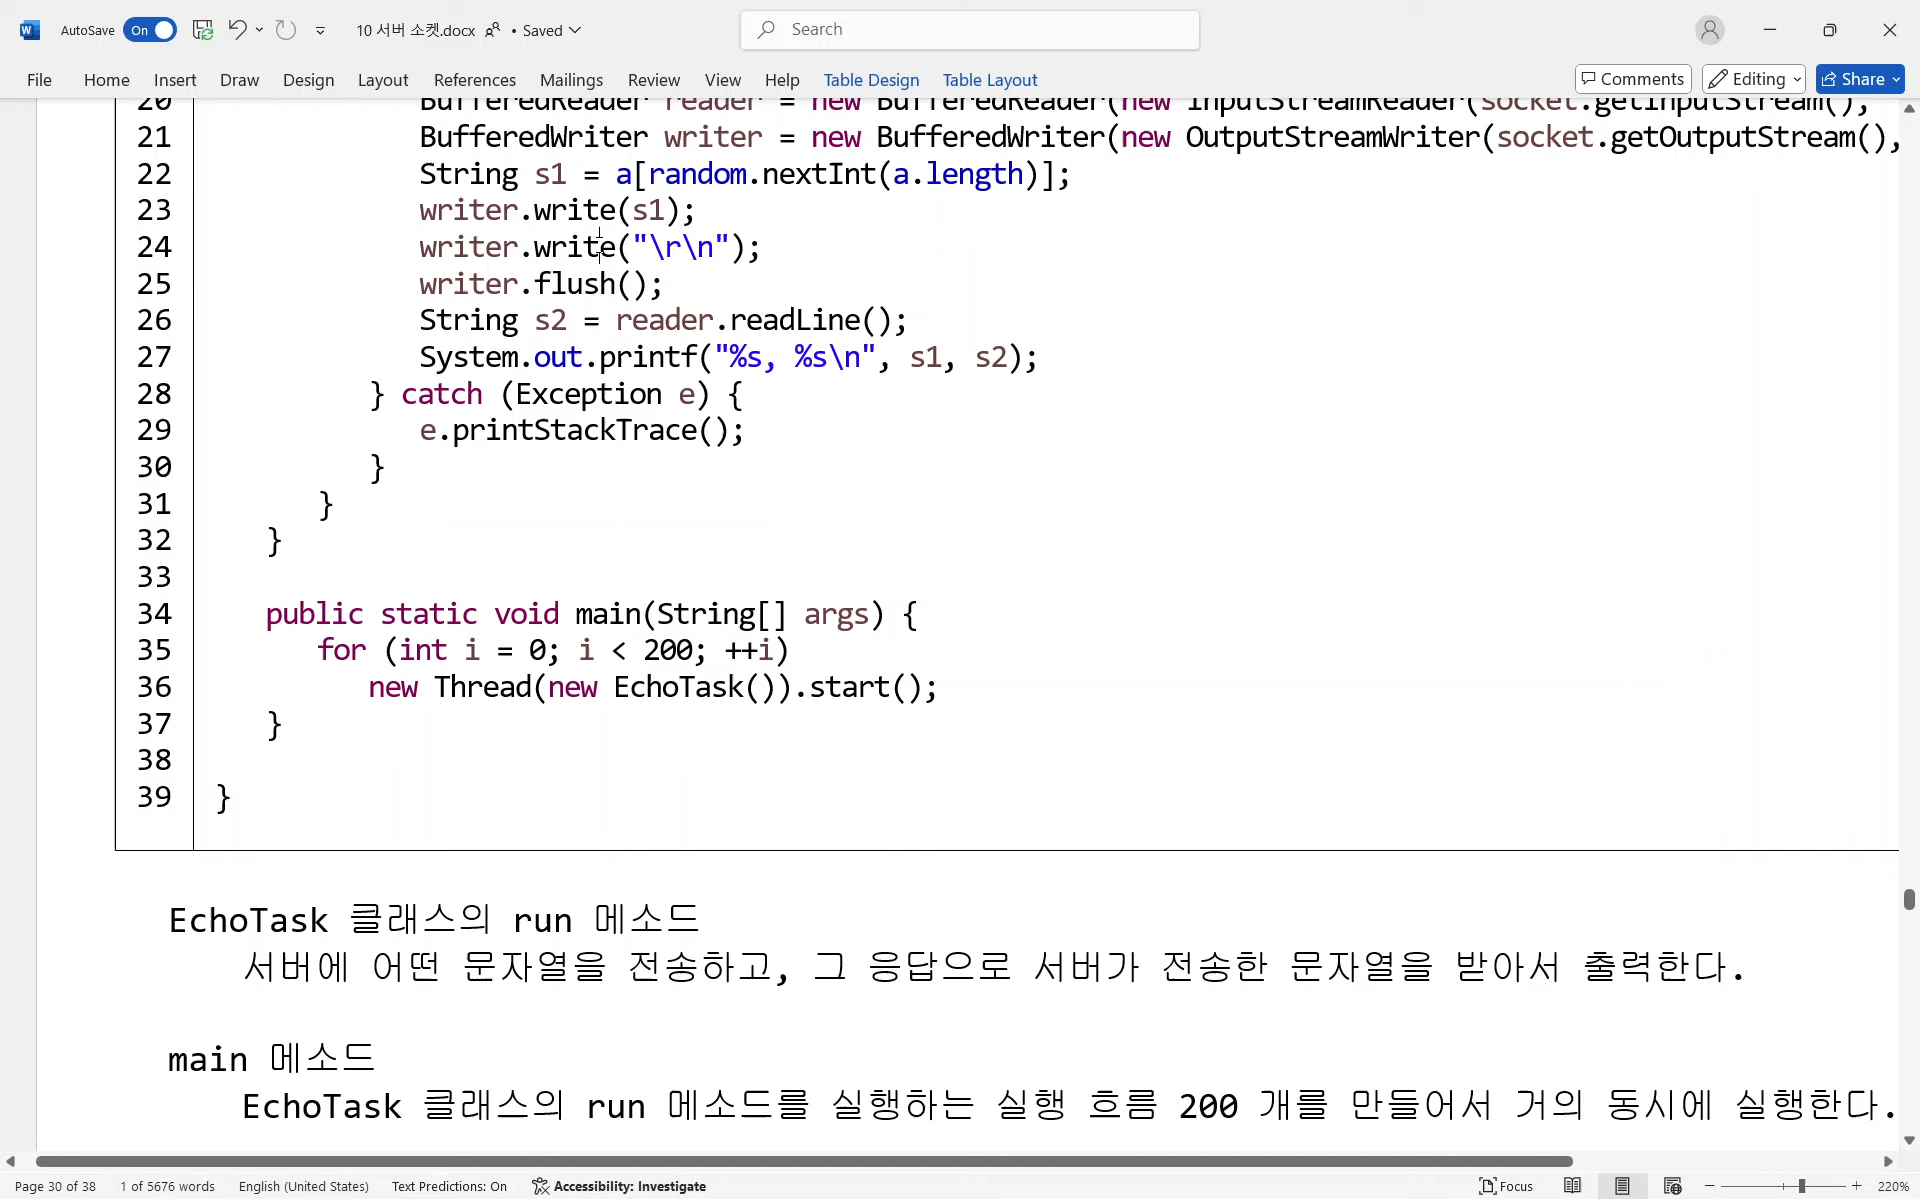 AutoSave On 10 서버 소켓.docx • Saved Search
File Home Insert Draw Design Layout References Mailings Review View Help Table Design Table Layout Comments Editing Share
20 BufferedReader reader = new BufferedReader(new InputStreamReader(socket.getInputStream(),
21 BufferedWriter writer = new BufferedWriter(new OutputStreamWriter(socket.getOutputStream(),
22 String s1 = a[random.nextInt(a.length)];
23 writer.write(s1);
24 writer.write("\r\n");
25 writer.flush();
26 String s2 = reader.readLine();
27 System.out.printf("%s, %s\n", s1, s2);
28 } catch (Exception e) {
29 e.printStackTrace();
30 }
31 }
32 }
33
34 public static void main(String[] args) {
35 for (int i = 0; i < 200; ++i)
36 new Thread(new EchoTask()).start();
37 }
38
39 }
EchoTask 클래스의 run 메소드
서버에 어떤 문자열을 전송하고, 그 응답으로 서버가 전송한 문자열을 받아서 출력한다.
main 메소드
EchoTask 클래스의 run 메소드를 실행하는 실행 흐름 200 개를 만들어서 거의 동시에 실행한다.
Page 30 of 38 1 of 5676 words English (United States) Text Predictions: On Accessibility: Investigate Focus 220%